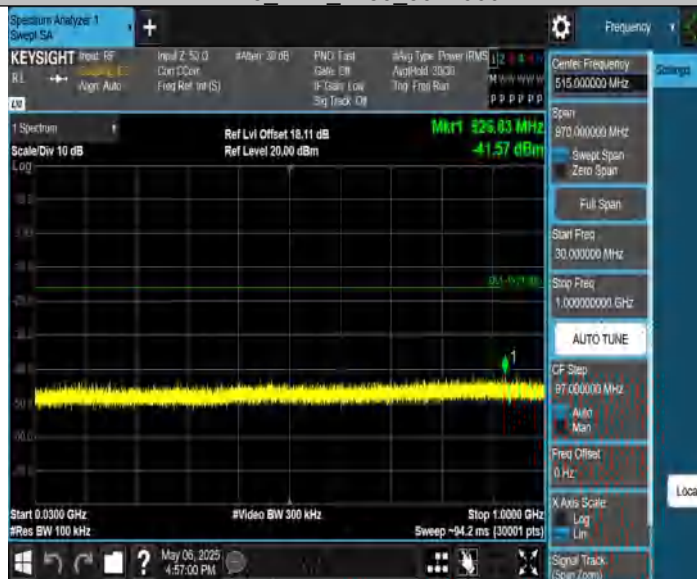 Spectrum Analyzer 1
Swept SA
Frequency
KEYSIGHT
Input: RF
Align: Auto
Input Z: 50 Ω
Corr CCorr
Freq Ref: Int (S)
#Atten: 30 dB
PNO: Fast
Gate: Off
IF Gain: Low
Sig Track: Off
#Avg Type: Power (RMS)
Trig: Free Run
P P P P P P
1 Spectrum
Scale/Div 10 dB
Log
Ref Lvl Offset 18.11 dB
Ref Level 20.00 dBm
Mkr1 926.83 MHz
-41.57 dBm
1
Start 0.0300 GHz
#Res BW 100 kHz
#Video BW 300 kHz
Stop 1.0000 GHz
Sweep ~94.2 ms (30001 pts)
May 06, 2025
4:57:00 PM
Center Frequency
515.000000 MHz
Settings
Span
970.000000 MHz
Swept Span
Zero Span
Full Span
Start Freq
30.000000 MHz
Stop Freq
1.000000000 GHz
AUTO TUNE
CF Step
97.000000 MHz
Auto
Man
Freq Offset
0 Hz
X Axis Scale
Log
Lin
Local
Signal Track
(Span Zoom)